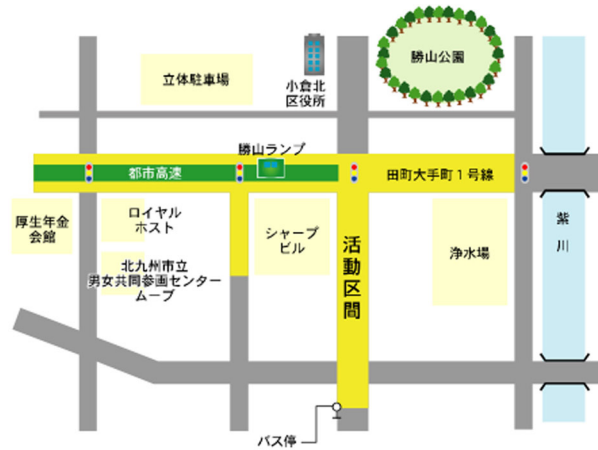 立体駐車場
小倉北
区役所
勝山公園
勝山ランプ
都市高速
田町大手町1号線
厚生年金
会館
ロイヤル
ホスト
北九州市立
男女共同参画センター
ムーブ
シャープ
ビル
活動区間
浄水場
紫川
バス停